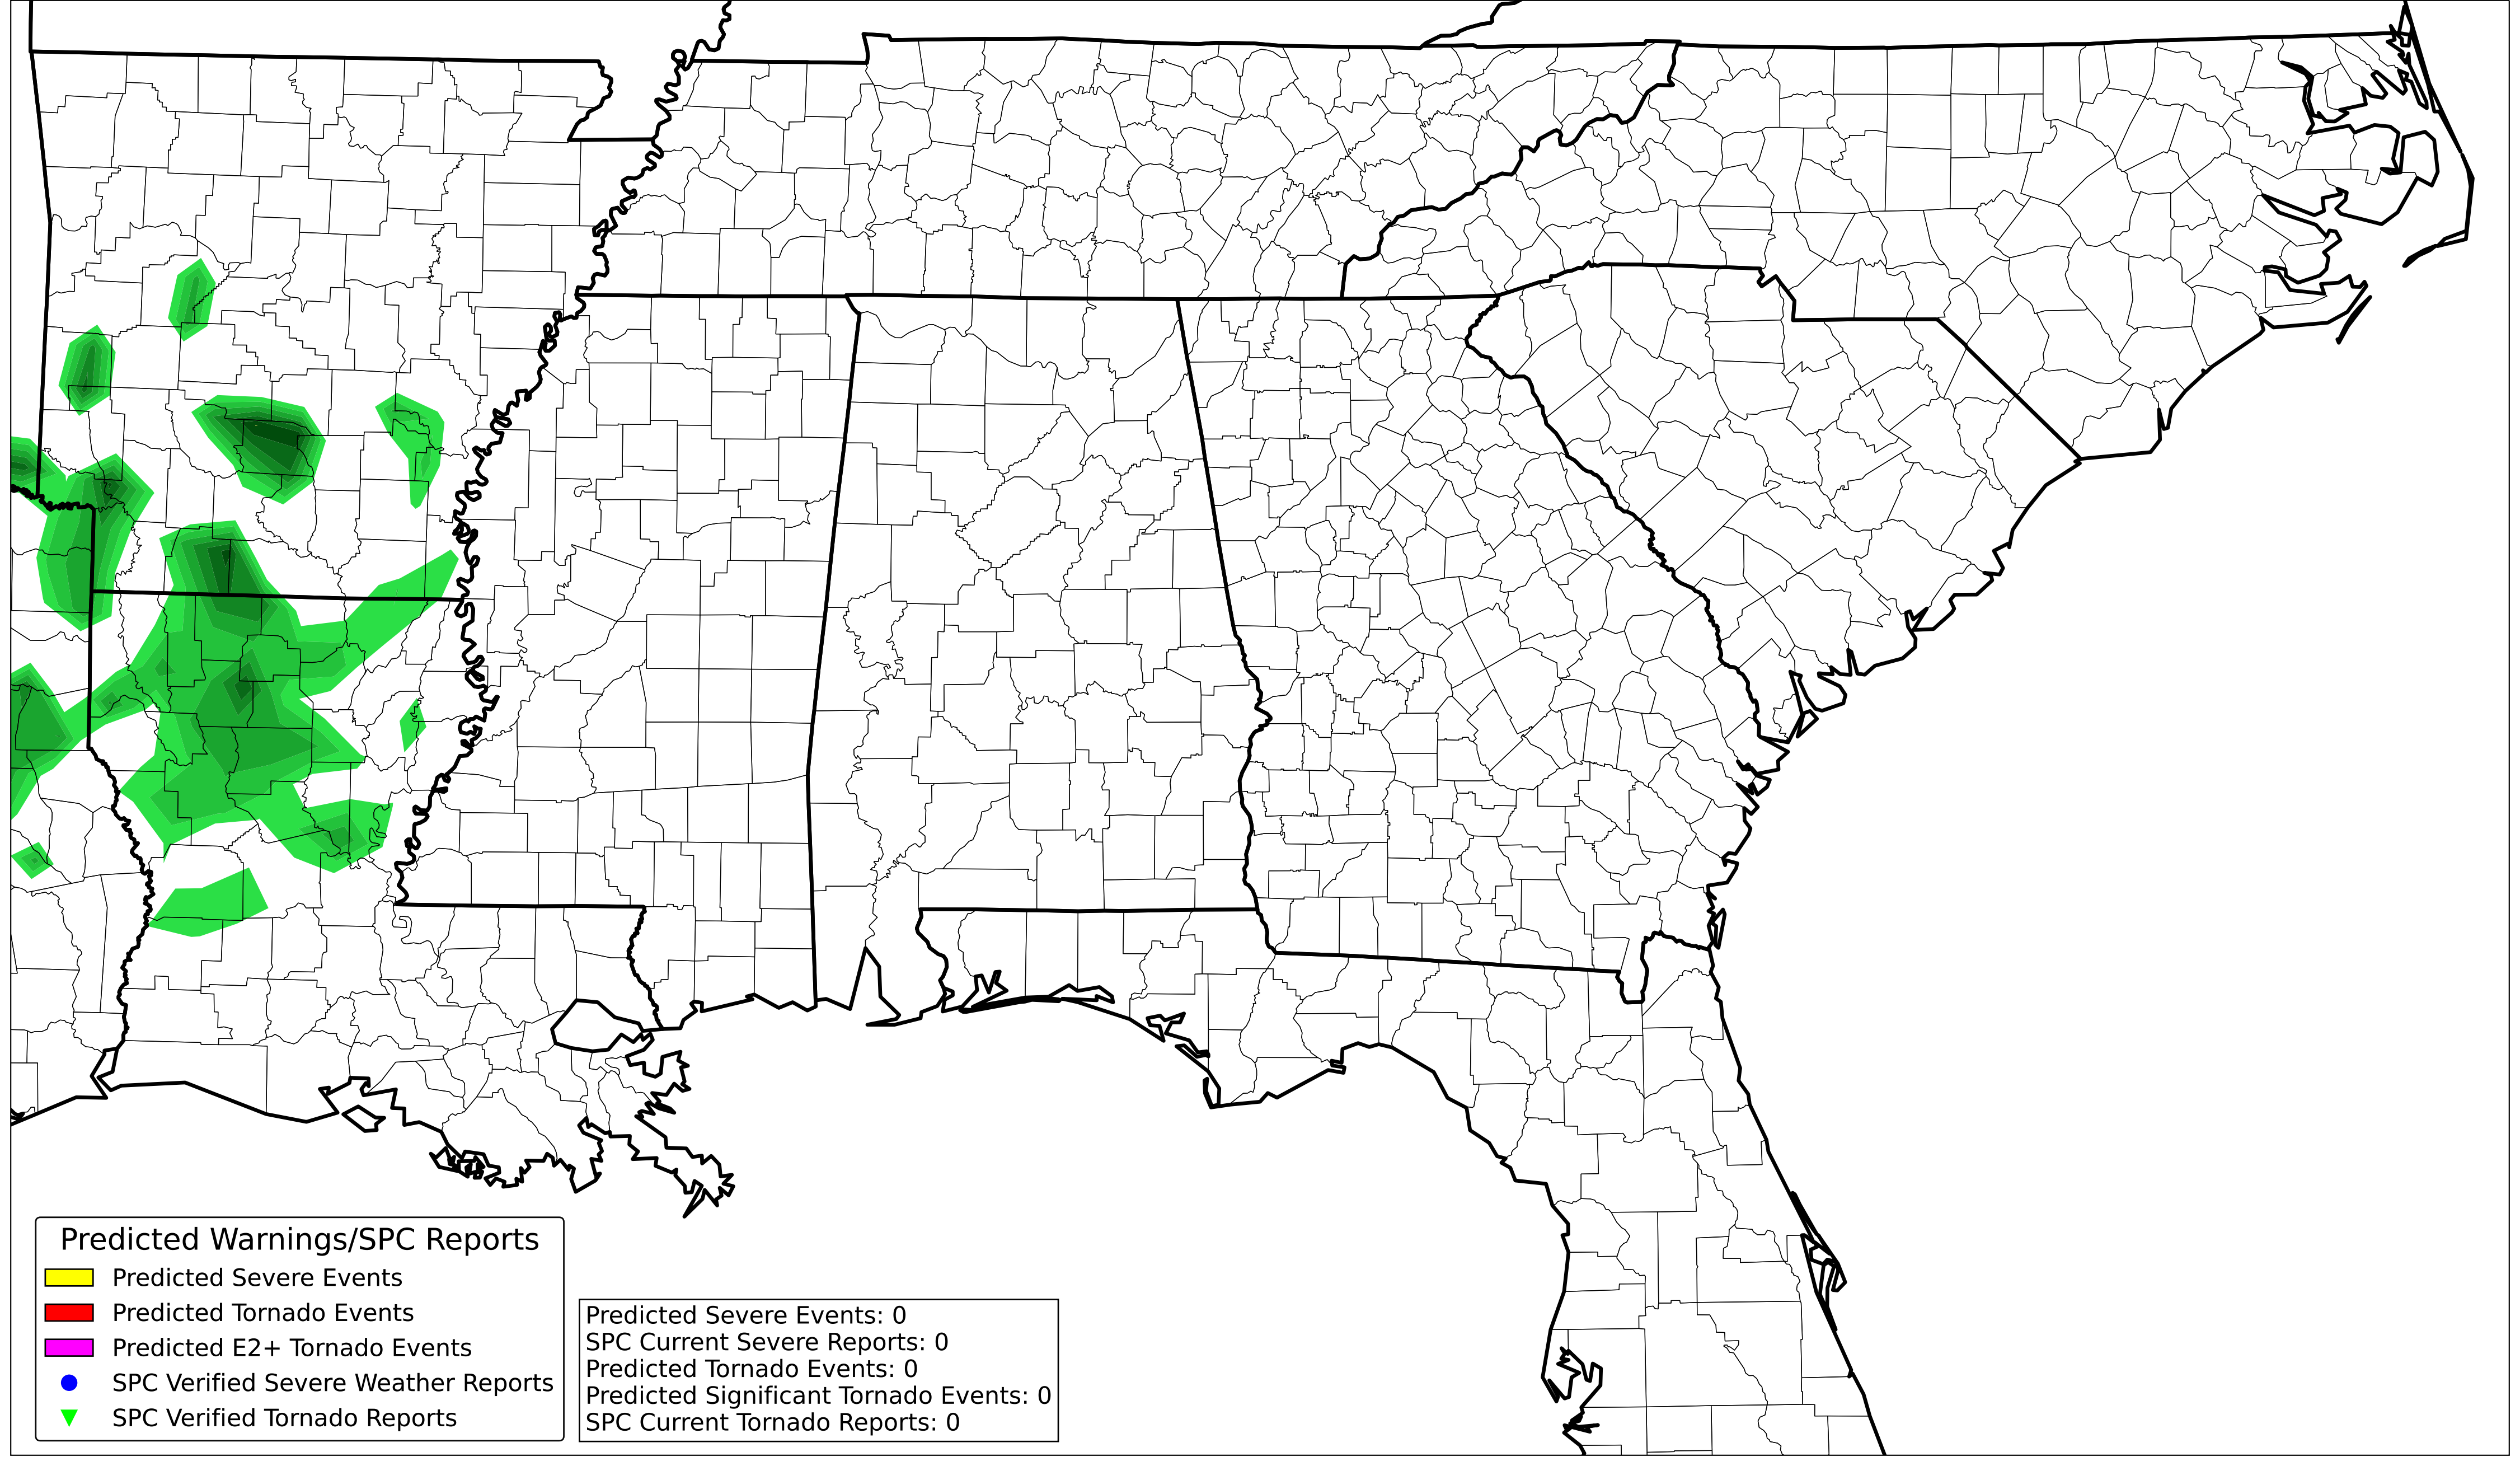 Predicted Warnings/SPC Reports
Predicted Severe Events
Predicted Tornado Events
Predicted E2+ Tornado Events
SPC Verified Severe Weather Reports
SPC Verified Tornado Reports
Predicted Severe Events: 0
SPC Current Severe Reports: 0
Predicted Tornado Events: 0
Predicted Significant Tornado Events: 0
SPC Current Tornado Reports: 0